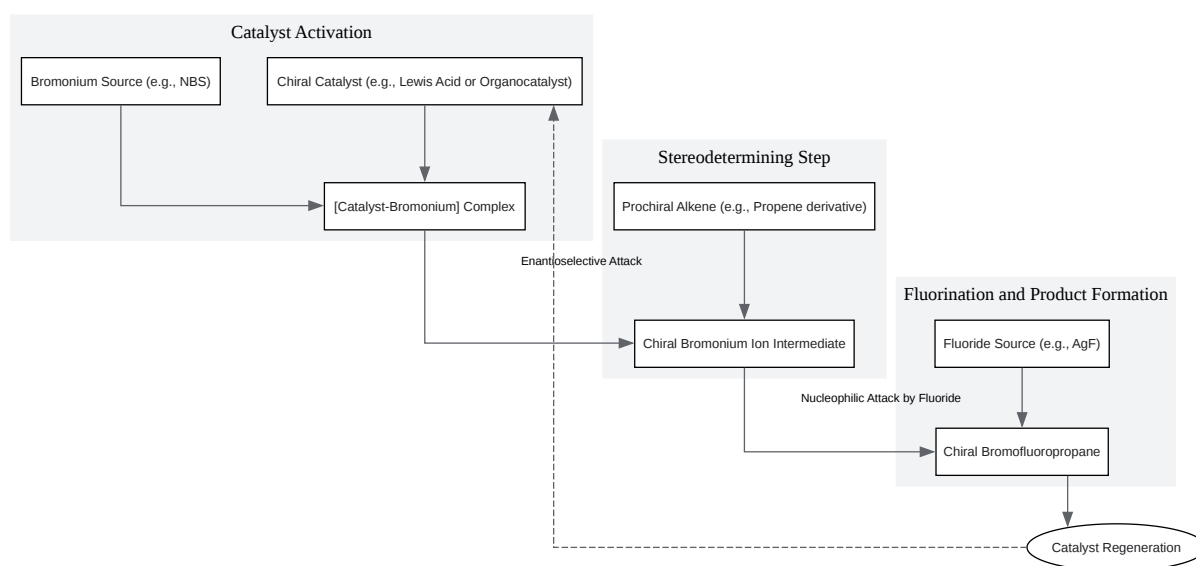 Catalyst Activation
Bromonium Source (e.g., NBS)
Chiral Catalyst (e.g., Lewis Acid or Organocatalyst)
[Catalyst-Bromonium] Complex
Stereodetermining Step
Prochiral Alkene (e.g., Propene derivative)
Enantioselective Attack
Chiral Bromonium Ion Intermediate
Fluorination and Product Formation
Fluoride Source (e.g., AgF)
Nucleophilic Attack by Fluoride
Chiral Bromofluoropropane
Catalyst Regeneration